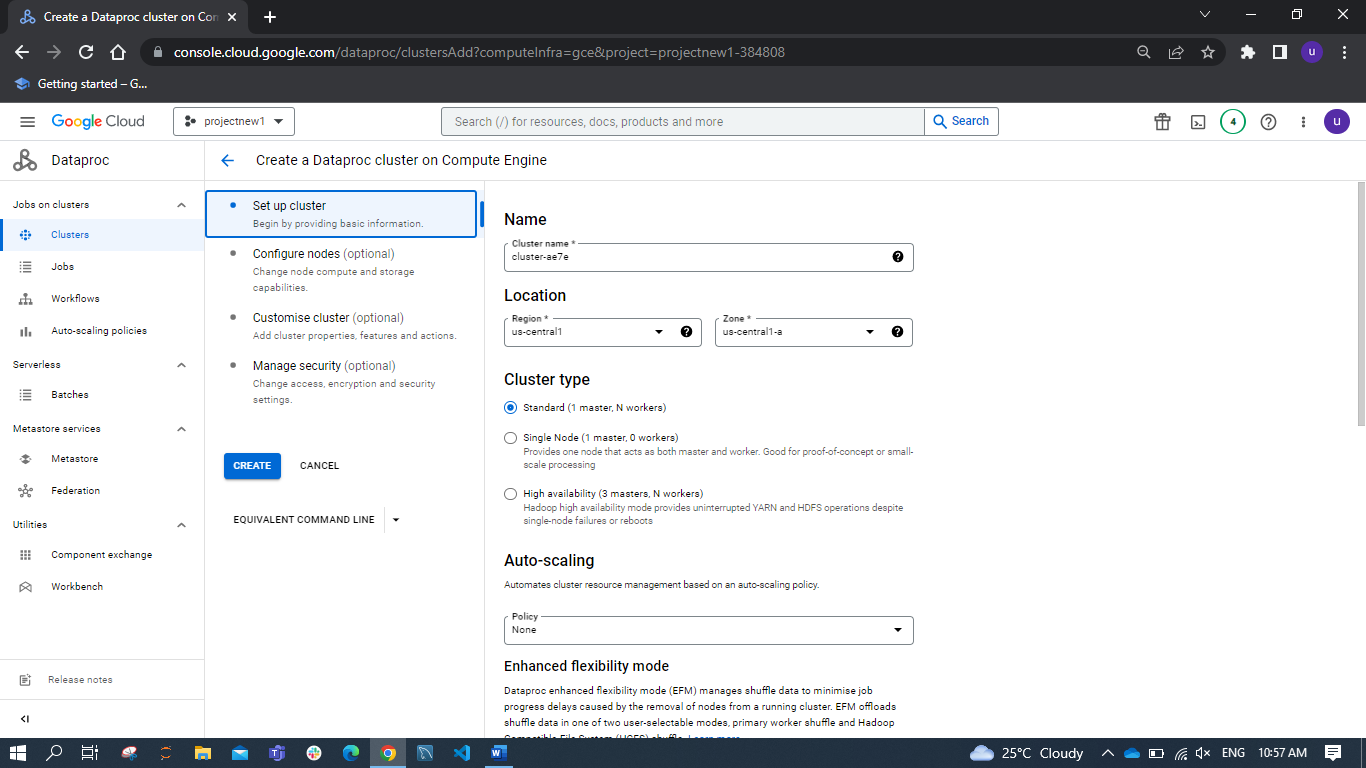 Create a Dataproc cluster on Con
console.cloud.google.com/dataproc/clustersAdd?computeInfra=gce&project=projectnew1-384808
u
Getting started – G...
Google Cloud
projectnew1
Search (/) for resources, docs, products and more
Search
4
u
Dataproc
Create a Dataproc cluster on Compute Engine
Jobs on clusters
Clusters
Jobs
Workflows
Auto-scaling policies
Serverless
Batches
Metastore services
Metastore
Federation
Utilities
Component exchange
Workbench
Release notes
Set up cluster
Begin by providing basic information.
Configure nodes (optional)
Change node compute and storage
capabilities.
Customise cluster (optional)
Add cluster properties, features and actions.
Manage security (optional)
Change access, encryption and security
settings.
CREATE
CANCEL
EQUIVALENT COMMAND LINE
Name
Cluster name *
cluster-ae7e
Location
Region *
us-central1
Zone *
us-central1-a
Cluster type
Standard (1 master, N workers)
Single Node (1 master, 0 workers)
Provides one node that acts as both master and worker. Good for proof-of-concept or small-
scale processing
High availability (3 masters, N workers)
Hadoop high availability mode provides uninterrupted YARN and HDFS operations despite
single-node failures or reboots
Auto-scaling
Automates cluster resource management based on an auto-scaling policy.
Policy
None
Enhanced flexibility mode
Dataproc enhanced flexibility mode (EFM) manages shuffle data to minimise job
progress delays caused by the removal of nodes from a running cluster. EFM offloads
shuffle data in one of two user-selectable modes, primary worker shuffle and Hadoop
Compatible File System (HCFS) shuffle. Learn more
25°C Cloudy
ENG
10:57 AM